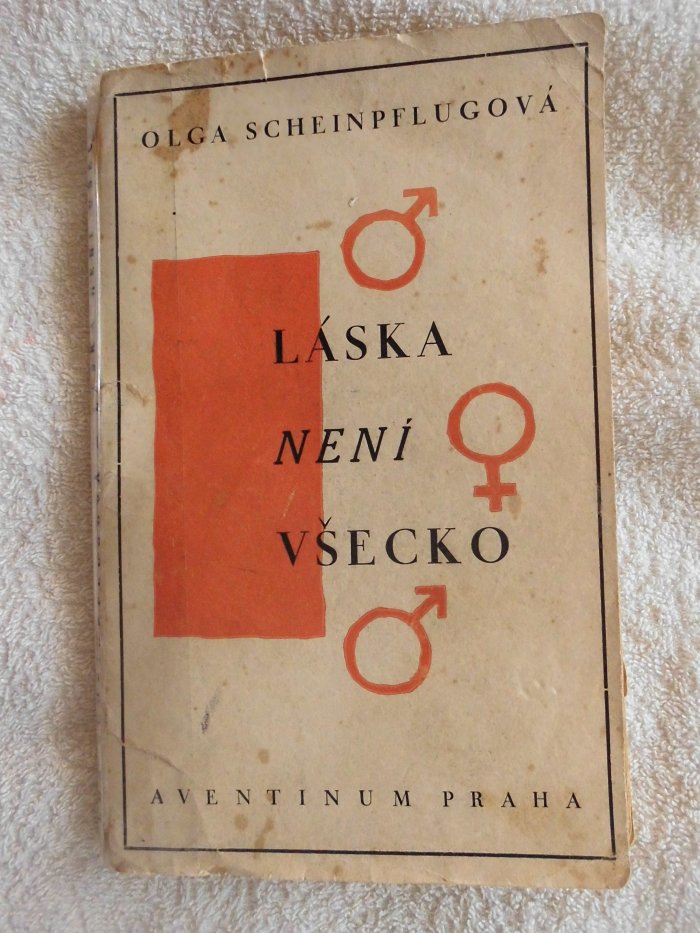 OLGA SCHEINPFLUGOVÁ
LÁSKA
NENÍ
VŠECKO
AVENTINUM PRAHA